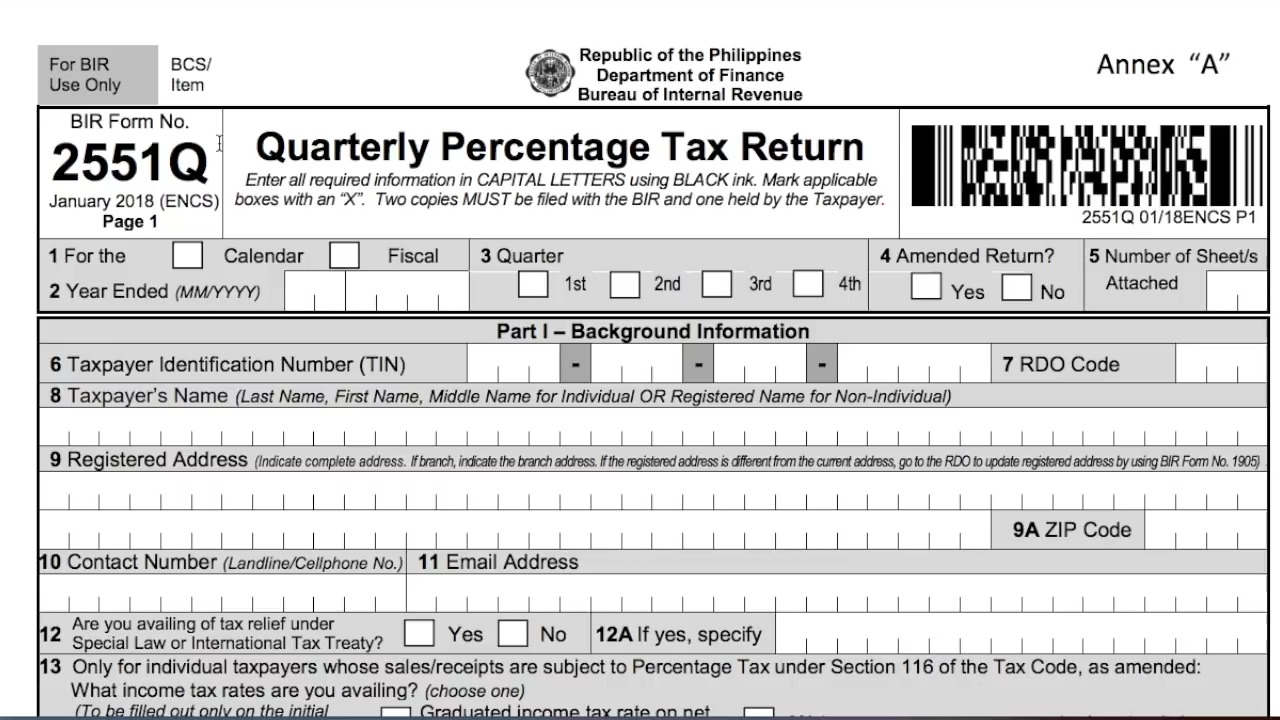 For BIR
Use Only
BCS/
Item
Republic of the Philippines
Department of Finance
Bureau of Internal Revenue
Annex “A”
BIR Form No.
2551Q
January 2018 (ENCS)
Page 1
Quarterly Percentage Tax Return
Enter all required information in CAPITAL LETTERS using BLACK ink. Mark applicable
boxes with an “X”. Two copies MUST be filed with the BIR and one held by the Taxpayer.
2551Q 01/18ENCS P1
1 For the Calendar Fiscal
2 Year Ended (MM/YYYY)
3 Quarter
1st 2nd 3rd 4th
4 Amended Return?
Yes No
5 Number of Sheet/s
Attached
Part I – Background Information
6 Taxpayer Identification Number (TIN) - - - 7 RDO Code
8 Taxpayer’s Name (Last Name, First Name, Middle Name for Individual OR Registered Name for Non-Individual)
9 Registered Address (Indicate complete address. If branch, indicate the branch address. If the registered address is different from the current address, go to the RDO to update registered address by using BIR Form No. 1905)
9A ZIP Code
10 Contact Number (Landline/Cellphone No.) 11 Email Address
12 Are you availing of tax relief under
Special Law or International Tax Treaty?
Yes No 12A If yes, specify
13 Only for individual taxpayers whose sales/receipts are subject to Percentage Tax under Section 116 of the Tax Code, as amended:
What income tax rates are you availing? (choose one)
(To be filled out only on the initial
Graduated income tax rate on net